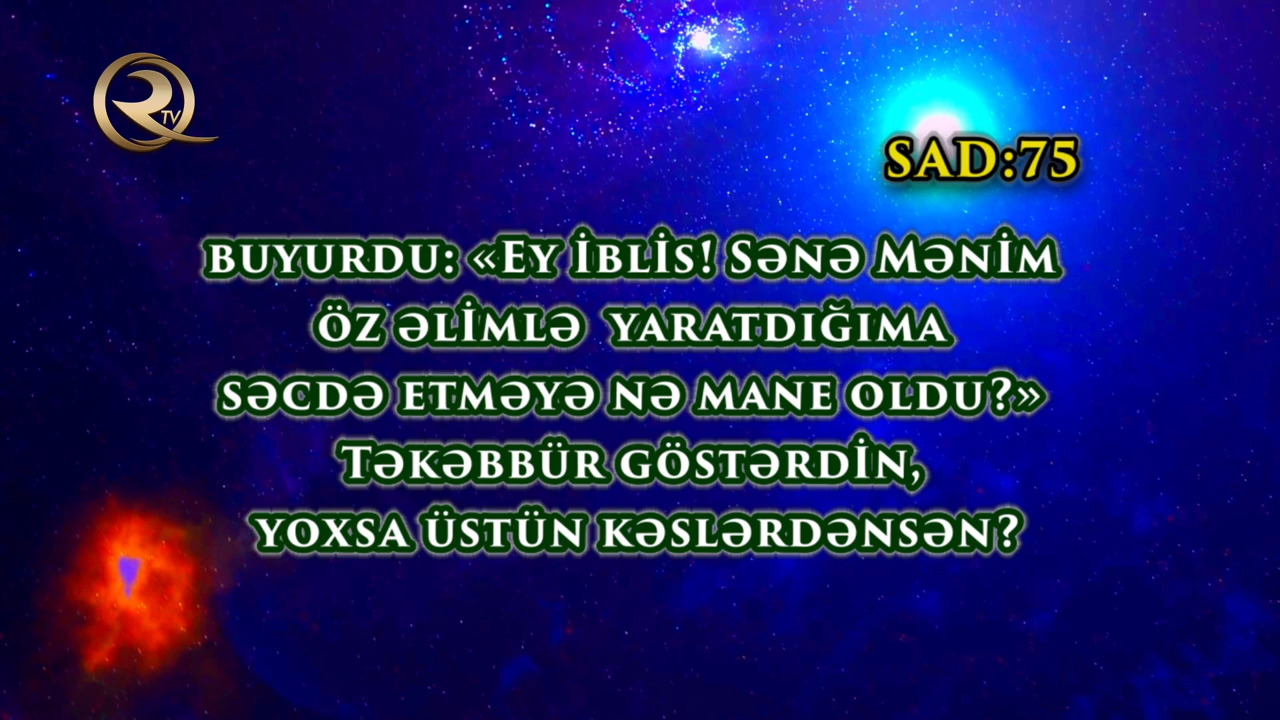 R TV
SAD:75
BUYURDU: «EY İBLİS! SƏNƏ MƏNİM
ÖZ ƏLİMLƏ YARATDIĞIMA
SƏCDƏ ETMƏYƏ NƏ MANE OLDU?»
TƏKƏBBÜR GÖSTƏRDİN,
YOXSA ÜSTÜN KƏSLƏRDƏNSƏN?